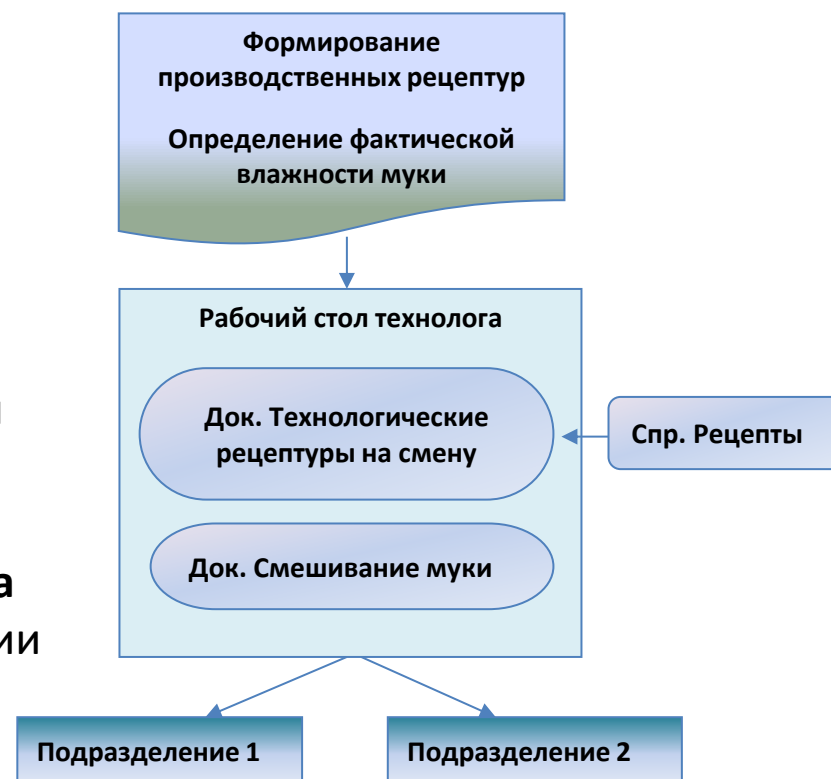 Формирование
производственных рецептур
Определение фактической
влажности муки
Рабочий стол технолога
Док. Технологические
рецептуры на смену
Спр. Рецепты
Док. Смешивание муки
Подразделение 1
Подразделение 2